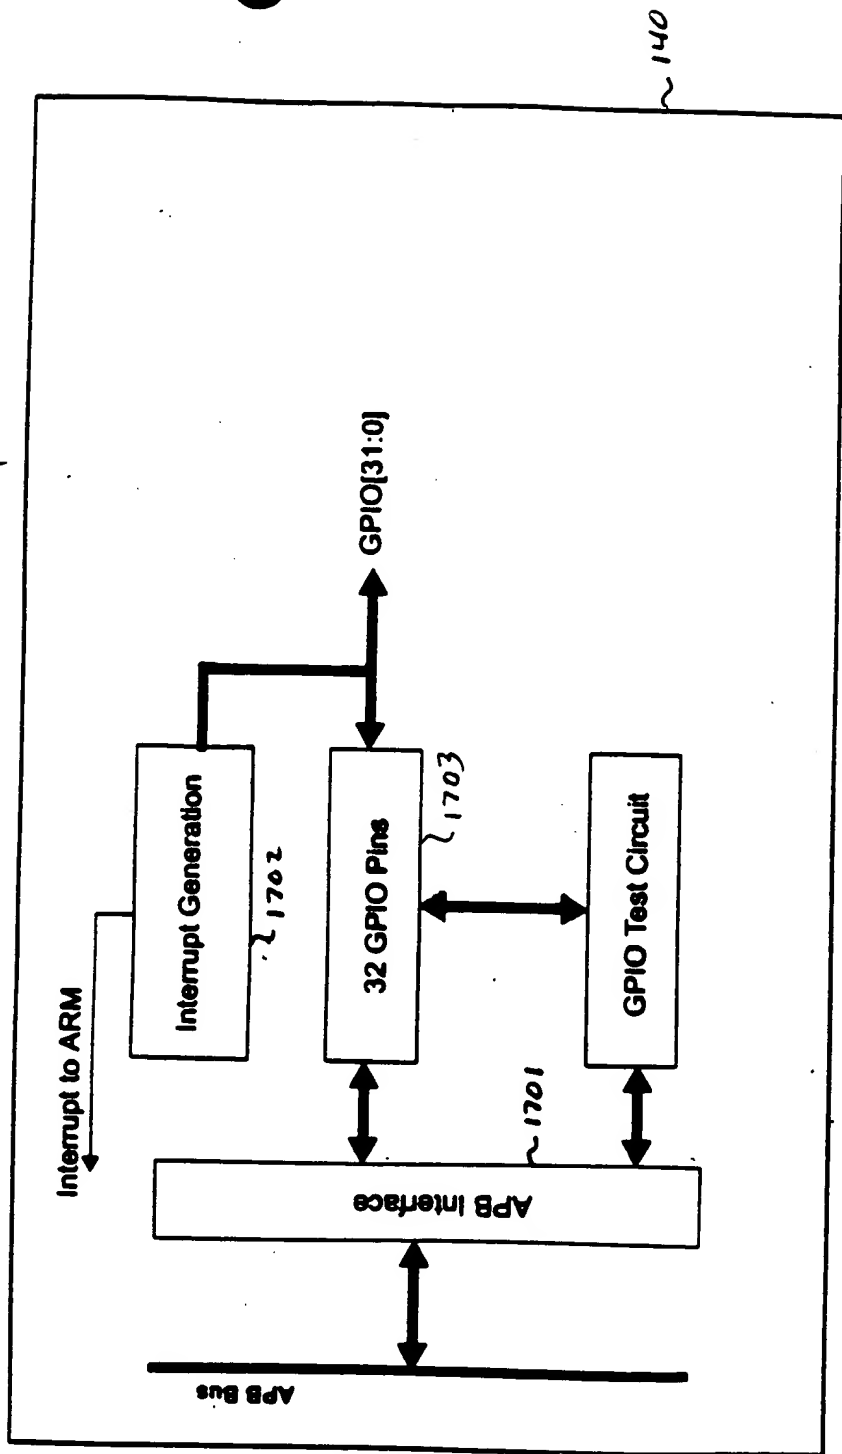 140
Interrupt to ARM
Interrupt Generation
1702
GPIO[31:0]
32 GPIO Pins
1703
GPIO Test Circuit
1701
APB Interface
APB Bus